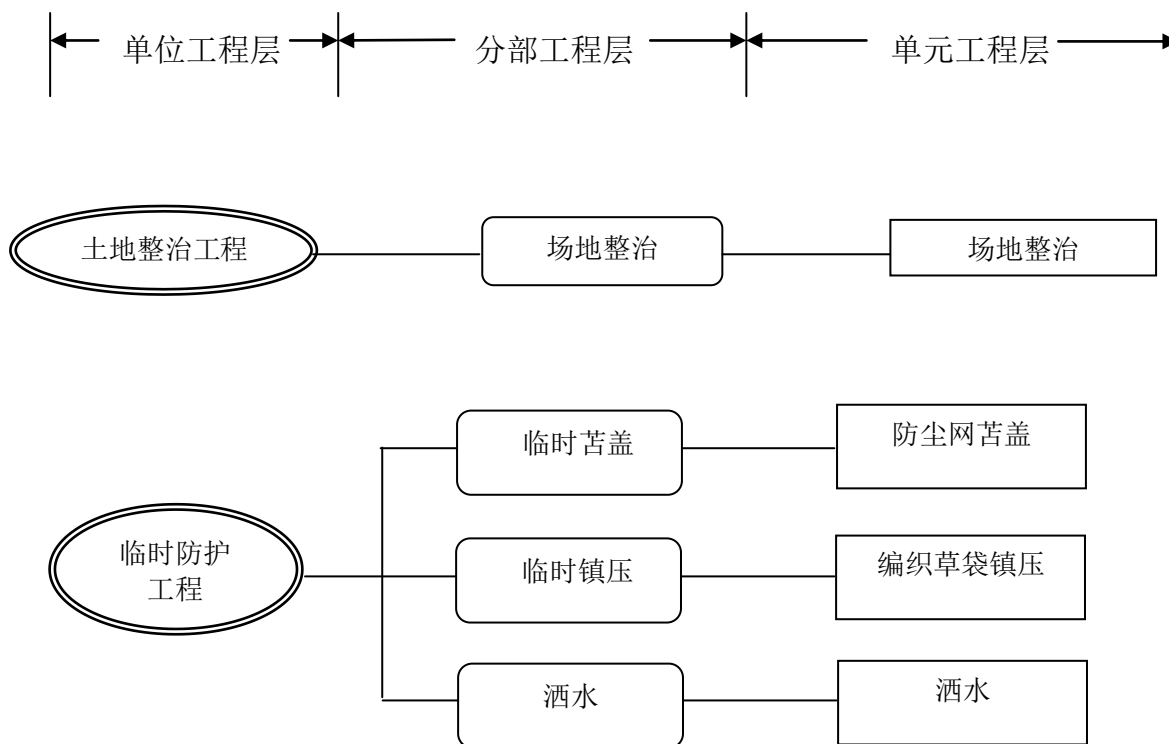 单位工程层
分部工程层
单元工程层
土地整治工程
场地整治
场地整治
临时苫盖
防尘网苫盖
临时防护
工程
临时镇压
编织草袋镇压
洒水
洒水